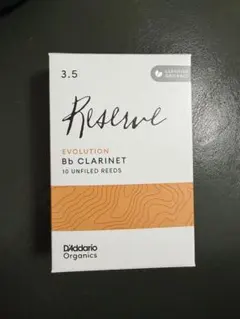 3.5
Reserve
EVOLUTION
Bb CLARINET
10 UNFILED REEDS
D'Addario
Organics